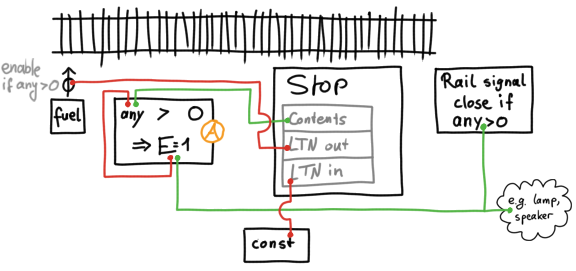 enable
if any>0
fuel
any > 0
⇒ E=1
A
Stop
Contents
LTN out
LTN in
const
Rail signal
close if
any>0
e.g. lamp,
speaker